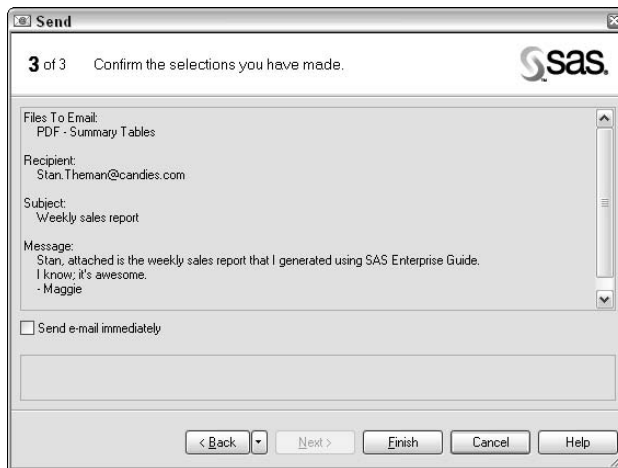 Send
3 of 3 Confirm the selections you have made.
sas.
Files To Email:
PDF - Summary Tables
Recipient:
Stan.Theman@candies.com
Subject:
Weekly sales report
Message:
Stan, attached is the weekly sales report that I generated using SAS Enterprise Guide.
I know; it's awesome.
- Maggie
Send e-mail immediately
< Back Next > Finish Cancel Help